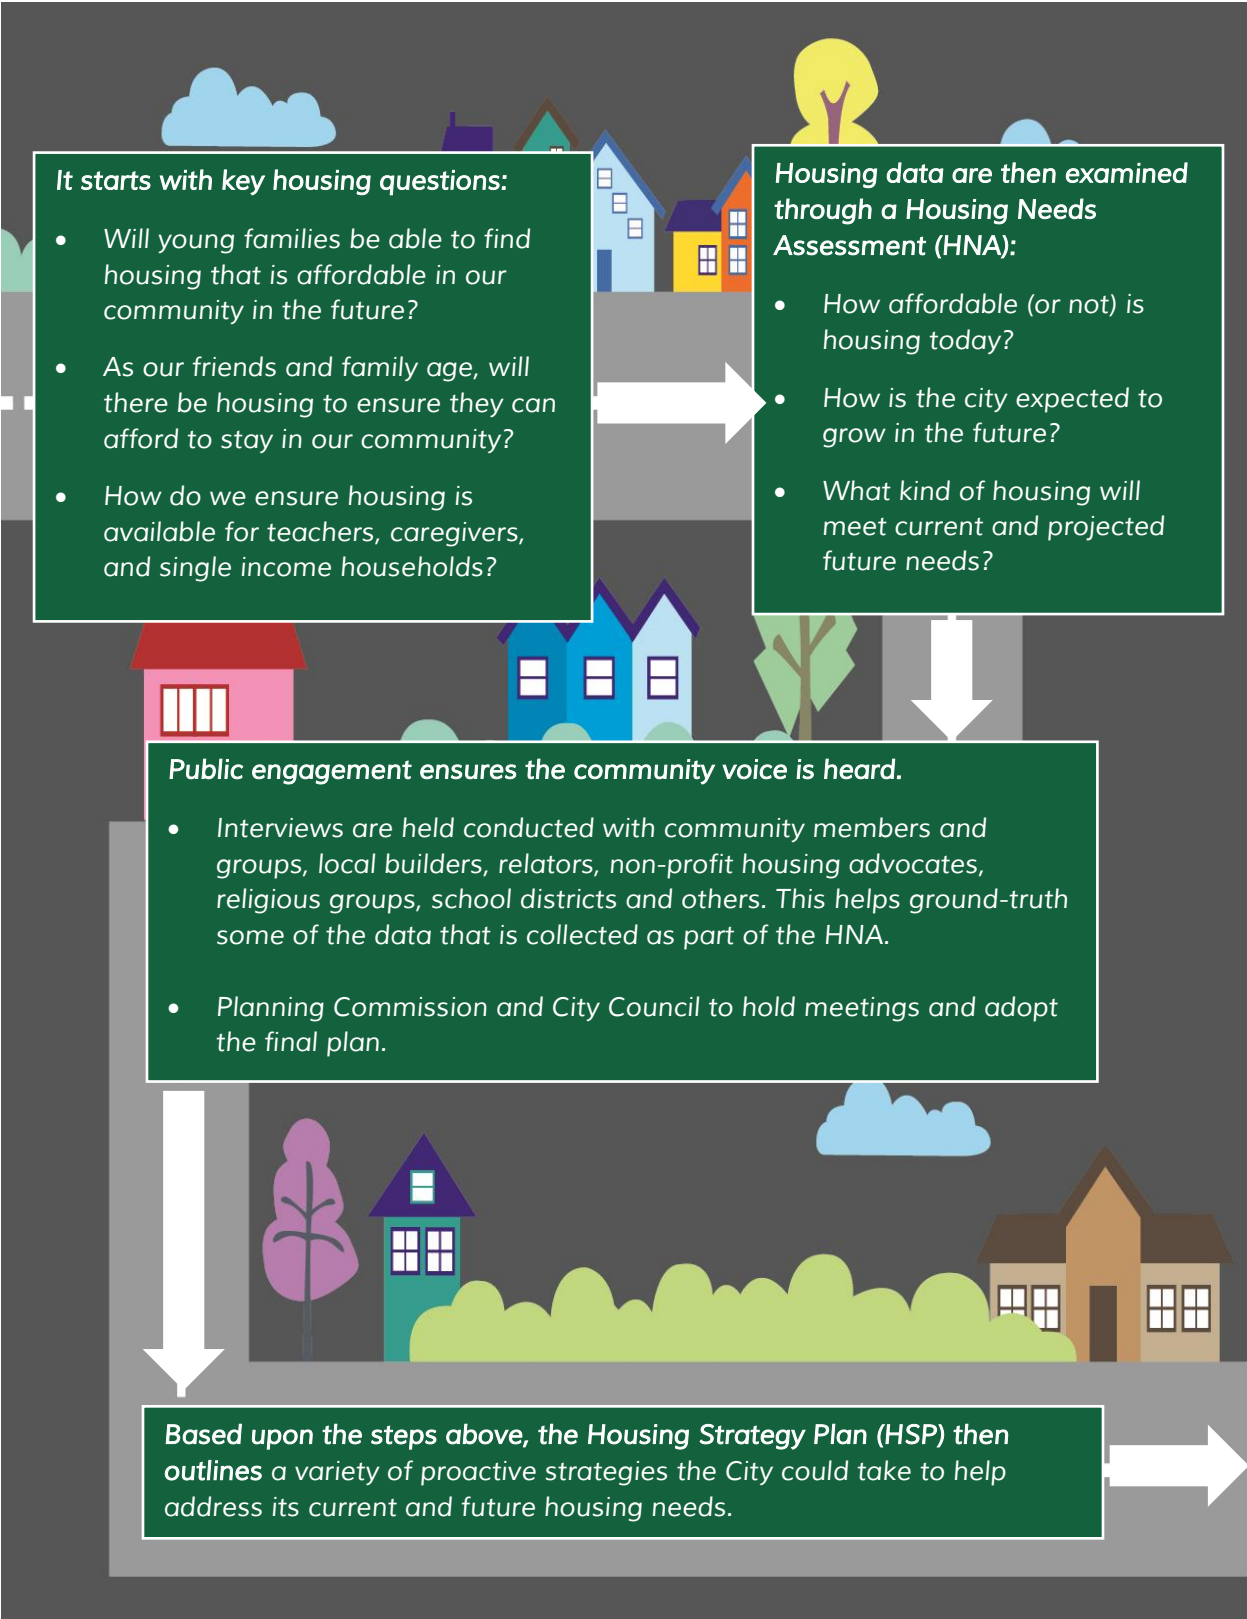 It starts with key housing questions:
• Will young families be able to find
housing that is affordable in our
community in the future?
• As our friends and family age, will
there be housing to ensure they can
afford to stay in our community?
• How do we ensure housing is
available for teachers, caregivers,
and single income households?
Housing data are then examined
through a Housing Needs
Assessment (HNA):
• How affordable (or not) is
housing today?
• How is the city expected to
grow in the future?
• What kind of housing will
meet current and projected
future needs?
Public engagement ensures the community voice is heard.
• Interviews are held conducted with community members and
groups, local builders, relators, non-profit housing advocates,
religious groups, school districts and others. This helps ground-truth
some of the data that is collected as part of the HNA.
• Planning Commission and City Council to hold meetings and adopt
the final plan.
Based upon the steps above, the Housing Strategy Plan (HSP) then
outlines a variety of proactive strategies the City could take to help
address its current and future housing needs.